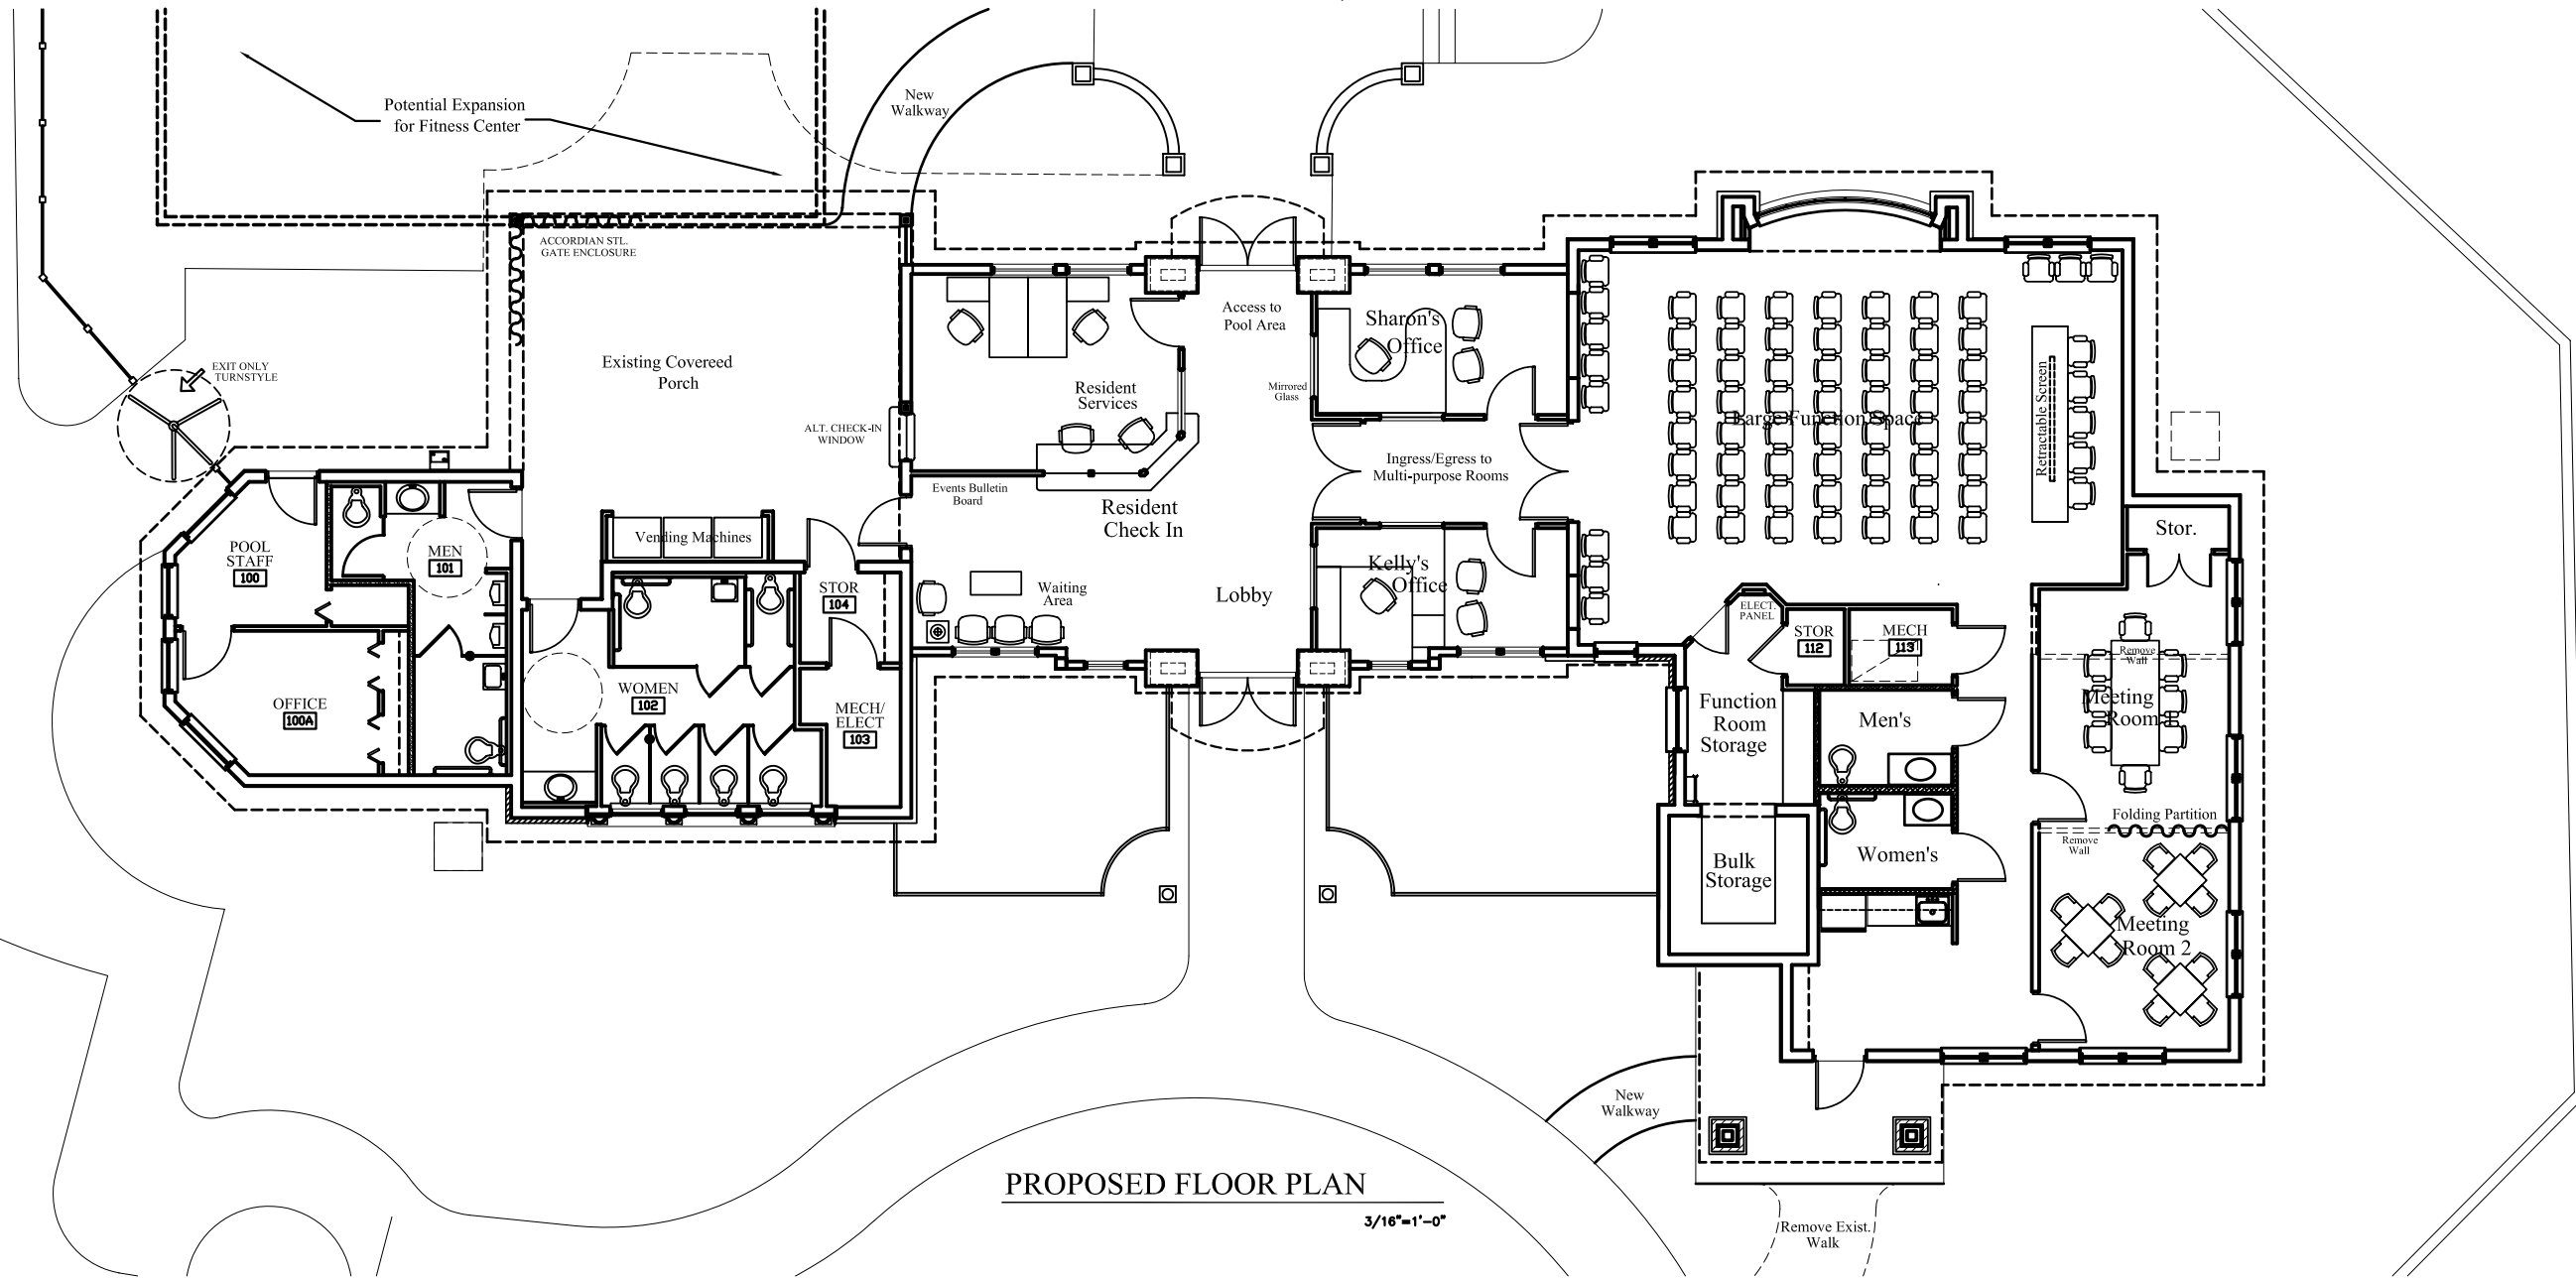 Potential Expansion
for Fitness Center
New
Walkway
ACCORDIAN STL.
GATE ENCLOSURE
EXIT ONLY
TURNSTYLE
Existing Covereed
Porch
ALT. CHECK-IN
WINDOW
Vending Machines
POOL
STAFF
100
MEN
101
OFFICE
100A
WOMEN
102
STOR
104
MECH/
ELECT
103
Resident
Services
Events Bulletin
Board
Resident
Check In
Waiting
Area
Lobby
Access to
Pool Area
Mirrored
Glass
Sharon's
Office
Ingress/Egress to
Multi-purpose Rooms
Kelly's
Office
Large Function Space
Retractable Screen
Stor.
ELECT.
PANEL
STOR
112
MECH
113
Function
Room
Storage
Men's
Women's
Bulk
Storage
Remove
Wall
Meeting
Room 1
Folding Partition
Remove
Wall
Meeting
Room 2
New
Walkway
Remove Exist.
Walk
PROPOSED FLOOR PLAN
3/16"=1'-0"